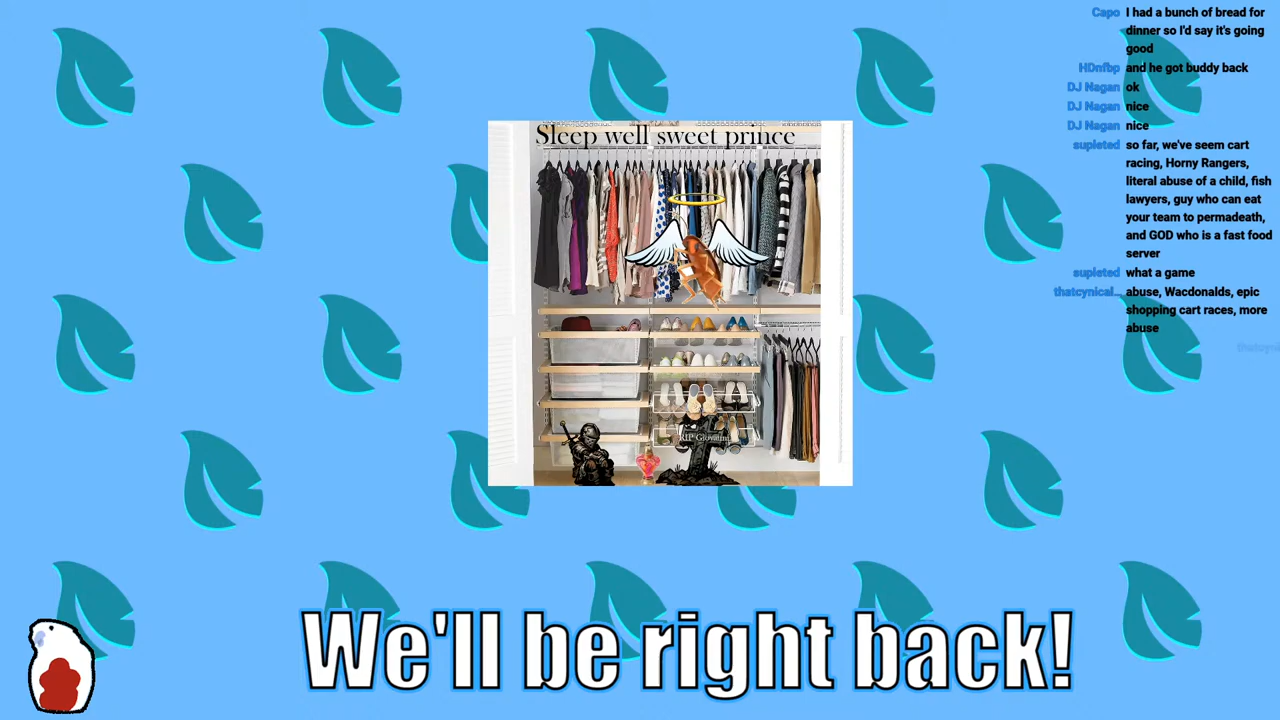 Capo I had a bunch of bread for
dinner so I'd say it's going
good
HDnfbp and he got buddy back
DJ Nagan ok
DJ Nagan nice
DJ Nagan nice
supleted so far, we've seem cart
racing, Horny Rangers,
literal abuse of a child, fish
lawyers, guy who can eat
your team to permadeath,
and GOD who is a fast food
server
supleted what a game
thatcynical... abuse, Wacdonalds, epic
shopping cart races, more
abuse
thatcyni
Sleep well sweet prince
RIP Giovanni
We'll be right back!